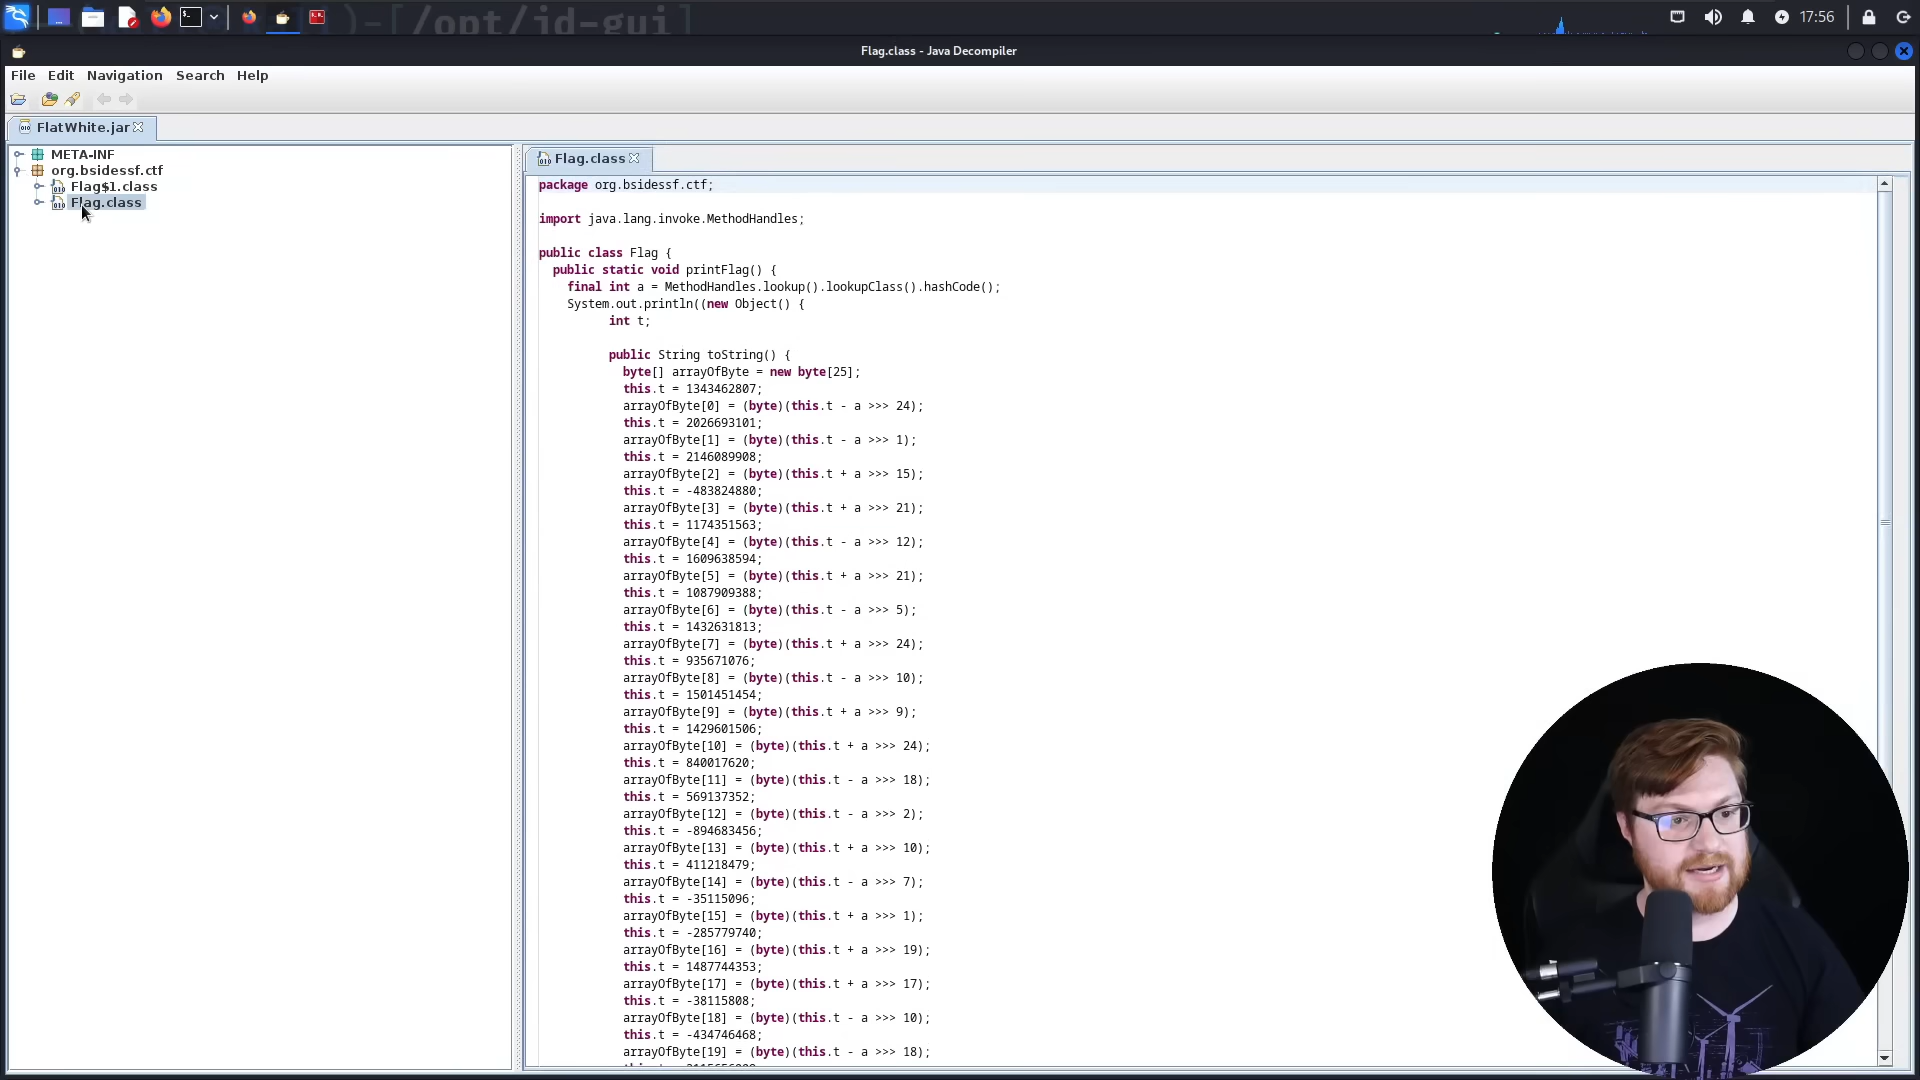 )-[/opt/jd-gui]
17:56
Flag.class - Java Decompiler
File Edit Navigation Search Help
FlatWhite.jar
META-INF
org.bsidessf.ctf
Flag$1.class
Flag.class
Flag.class
package org.bsidessf.ctf;
import java.lang.invoke.MethodHandles;
public class Flag {
public static void printFlag() {
final int a = MethodHandles.lookup().lookupClass().hashCode();
System.out.println((new Object() {
int t;
public String toString() {
byte[] arrayOfByte = new byte[25];
this.t = 1343462807;
arrayOfByte[0] = (byte)(this.t - a >>> 24);
this.t = 2026693101;
arrayOfByte[1] = (byte)(this.t - a >>> 1);
this.t = 2146089908;
arrayOfByte[2] = (byte)(this.t + a >>> 15);
this.t = -483824880;
arrayOfByte[3] = (byte)(this.t + a >>> 21);
this.t = 1174351563;
arrayOfByte[4] = (byte)(this.t - a >>> 12);
this.t = 1609638594;
arrayOfByte[5] = (byte)(this.t + a >>> 21);
this.t = 1087909388;
arrayOfByte[6] = (byte)(this.t - a >>> 5);
this.t = 1432631813;
arrayOfByte[7] = (byte)(this.t + a >>> 24);
this.t = 935671076;
arrayOfByte[8] = (byte)(this.t - a >>> 10);
this.t = 1501451454;
arrayOfByte[9] = (byte)(this.t + a >>> 9);
this.t = 1429601506;
arrayOfByte[10] = (byte)(this.t + a >>> 24);
this.t = 840017620;
arrayOfByte[11] = (byte)(this.t - a >>> 18);
this.t = 569137352;
arrayOfByte[12] = (byte)(this.t - a >>> 2);
this.t = -894683456;
arrayOfByte[13] = (byte)(this.t + a >>> 10);
this.t = 411218479;
arrayOfByte[14] = (byte)(this.t - a >>> 7);
this.t = -35115096;
arrayOfByte[15] = (byte)(this.t + a >>> 1);
this.t = -285779740;
arrayOfByte[16] = (byte)(this.t + a >>> 19);
this.t = 1487744353;
arrayOfByte[17] = (byte)(this.t + a >>> 17);
this.t = -38115808;
arrayOfByte[18] = (byte)(this.t - a >>> 10);
this.t = -434746468;
arrayOfByte[19] = (byte)(this.t - a >>> 18);